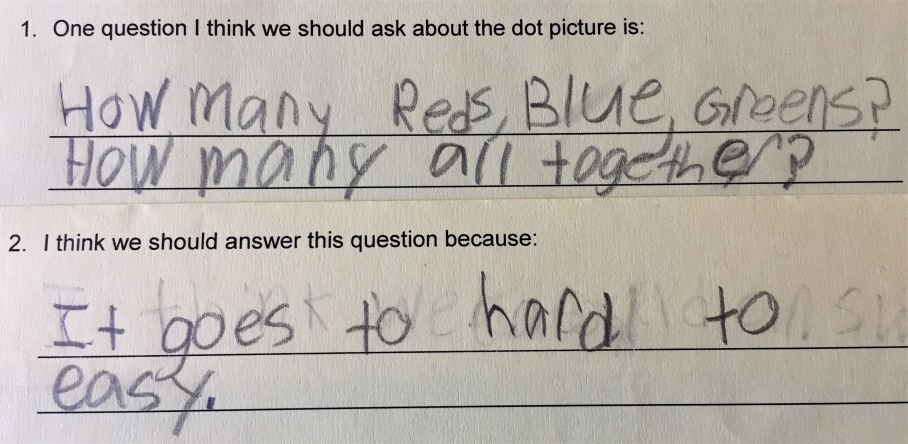 1. One question I think we should ask about the dot picture is:
How many Reds, Blue, Greens?
How many all together?
2. I think we should answer this question because:
It goes to hard to
easy.